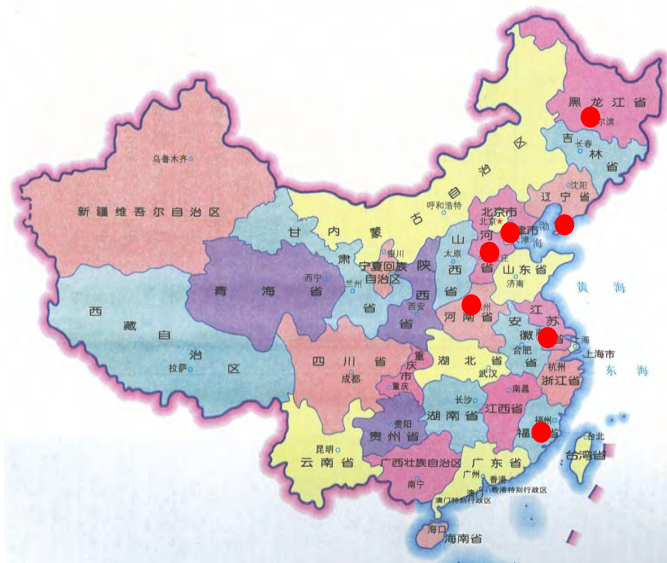 黑龙江省
尔滨
吉林省
长春
辽宁省
沈阳
内蒙古自治区
呼和浩特
新疆维吾尔自治区
乌鲁木齐
北京市
北京
津市
津
渤海
河省
庄
山西省
太原
山东省
济南
黄海
甘肃省
兰州
宁夏回族
自治区
银川
青海省
西宁
陕西省
西安
河南省
州
江苏
安徽省
合肥
上海市
海
东海
西藏自治区
拉萨
四川省
成都
重庆市
重庆
湖北省
武汉
杭州
浙江省
湖南省
长沙
江西省
南昌
贵州省
贵阳
福省
福州
台北
台湾省
云南省
昆明
广西壮族自治区
南宁
广东省
广州
香港
香港特别行政区
澳门
澳门特别行政区
海口
海南省